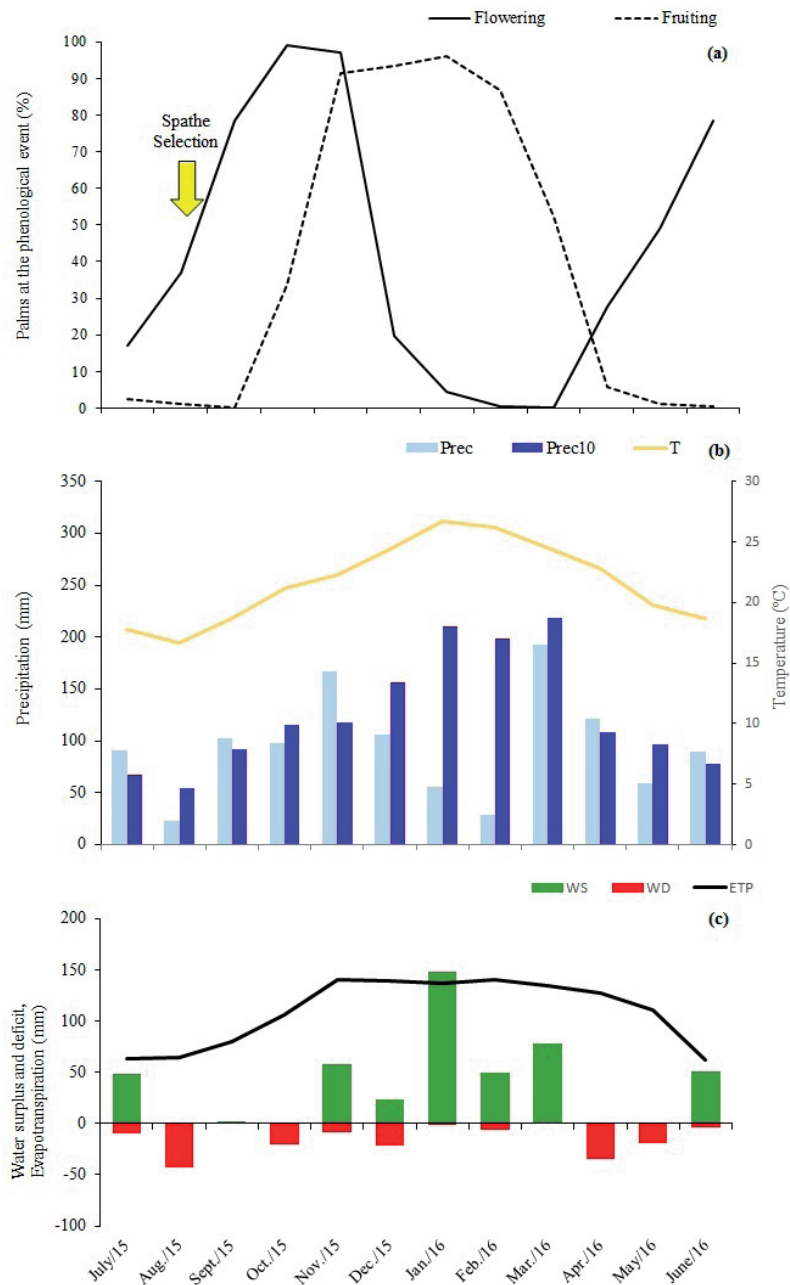 Flowering Fruiting
(a)
Palms at the phenological event (%)
100
90
80
70
60
50
40
30
20
10
0
Spathe
Selection
Prec Prec10 T
(b)
Precipitation (mm)
350
300
250
200
150
100
50
0
30
25
20
15
10
5
0
Temperature (ºC)
WS WD ETP
(c)
Water surplus and deficit,
Evapotranspiration (mm)
200
150
100
50
0
-50
-100
July/15 Aug./15 Sept./15 Oct./15 Nov./15 Dec./15 Jan./16 Feb./16 Mar./16 Apr./16 May/16 June/16